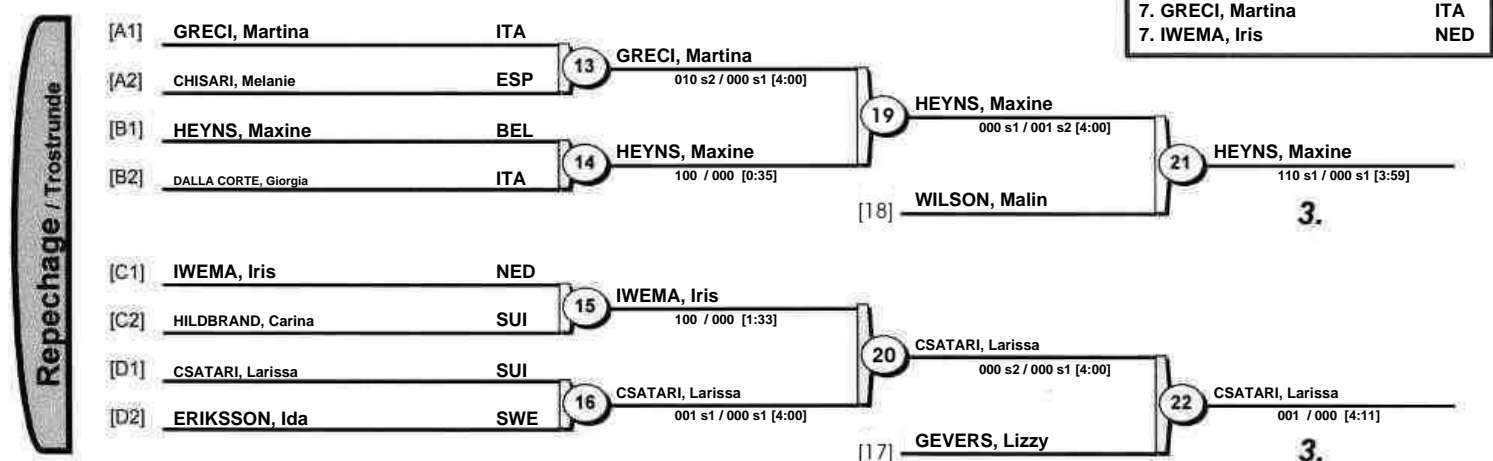 7. GRECI, Martina ITA
7. IWEMA, Iris NED
Repechage / Trostrunde
[A1] GRECI, Martina ITA
13 GRECI, Martina
010 s2 / 000 s1 [4:00]
[A2] CHISARI, Melanie ESP
19 HEYNS, Maxine
000 s1 / 001 s2 [4:00]
[B1] HEYNS, Maxine BEL
14 HEYNS, Maxine
100 / 000 [0:35]
[B2] DALLA CORTE, Giorgia ITA
21 HEYNS, Maxine
110 s1 / 000 s1 [3:59]
[18] WILSON, Malin
3.
[C1] IWEMA, Iris NED
15 IWEMA, Iris
100 / 000 [1:33]
[C2] HILDBRAND, Carina SUI
20 CSATARI, Larissa
000 s2 / 000 s1 [4:00]
[D1] CSATARI, Larissa SUI
16 CSATARI, Larissa
001 s1 / 000 s1 [4:00]
[D2] ERIKSSON, Ida SWE
22 CSATARI, Larissa
001 / 000 [4:11]
[17] GEVERS, Lizzy
3.